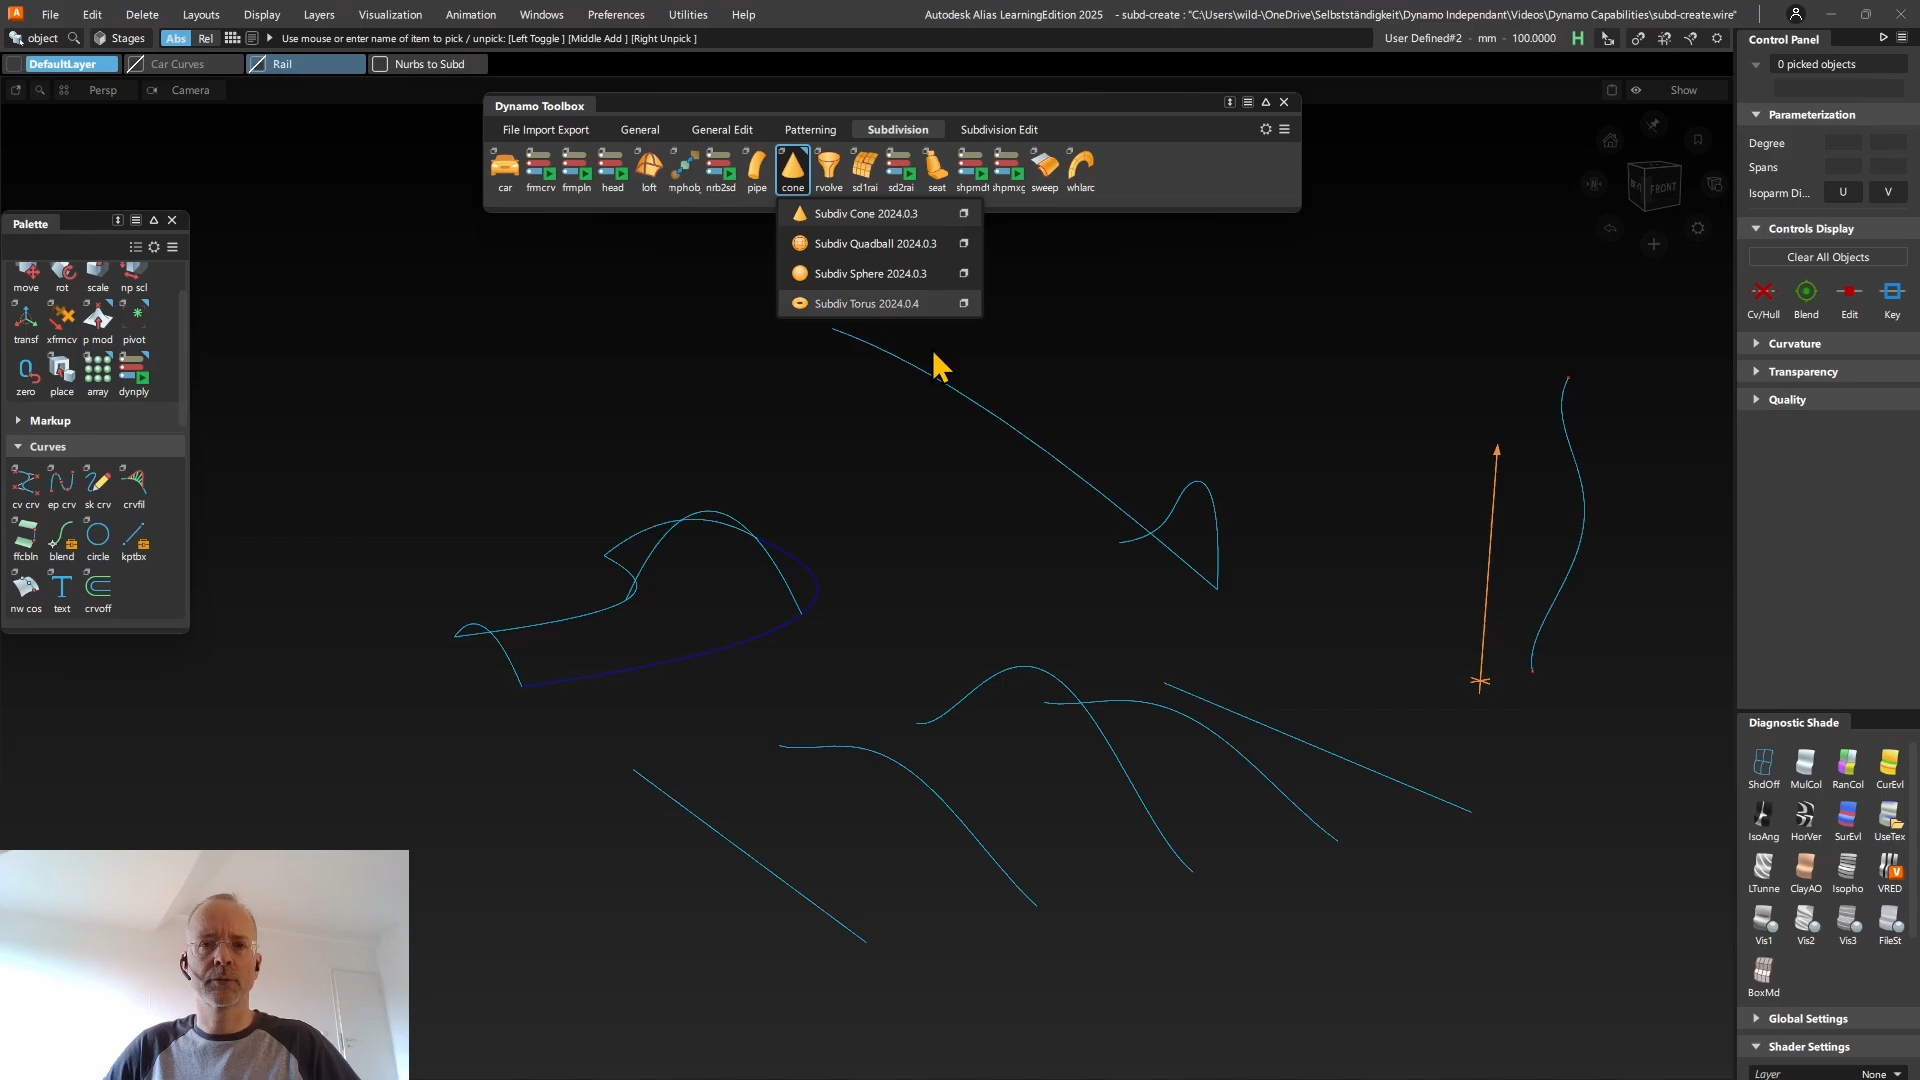 File Edit Delete Layouts Display Layers Visualization Animation Windows Preferences Utilities Help Autodesk Alias LearningEdition 2025 - subd-create : "C:\Users\wild-\OneDrive\Selbstständigkeit\Dynamo Independant\Videos\Dynamo Capabilities\subd-create.wire"
object Stages Abs Rel Use mouse or enter name of item to pick / unpick: [Left Toggle ] [Middle Add ] [Right Unpick ] User Defined#2 - mm - 100.0000
DefaultLayer Car Curves Rail Nurbs to Subd
Persp Camera Show
Dynamo Toolbox
File Import Export General General Edit Patterning Subdivision Subdivision Edit
car frmcrv frmpln head loft mphob nrb2sd pipe cone rvolve sd1rai sd2rai seat shpmdt shpmxg sweep whlarc
Subdiv Cone 2024.0.3
Subdiv Quadball 2024.0.3
Subdiv Sphere 2024.0.3
Subdiv Torus 2024.0.4
FRONT
Palette
move rot scale np scl
transf xfrmcv p mod pivot
zero place array dynply
Markup
Curves
cv crv ep crv sk crv crvfil
ffcbln blend circle kptbx
nw cos text crvoff
Control Panel
0 picked objects
Parameterization
Degree
Spans
Isoparm Di... U V
Controls Display
Clear All Objects
Cv/Hull Blend Edit Key
Curvature
Transparency
Quality
Diagnostic Shade
ShdOff MulCol RanCol CurEvl
IsoAng HorVer SurEvl UseTex
LTunne ClayAO Isopho VRED
Vis1 Vis2 Vis3 FileSt
BoxMd
Global Settings
Shader Settings
Layer None